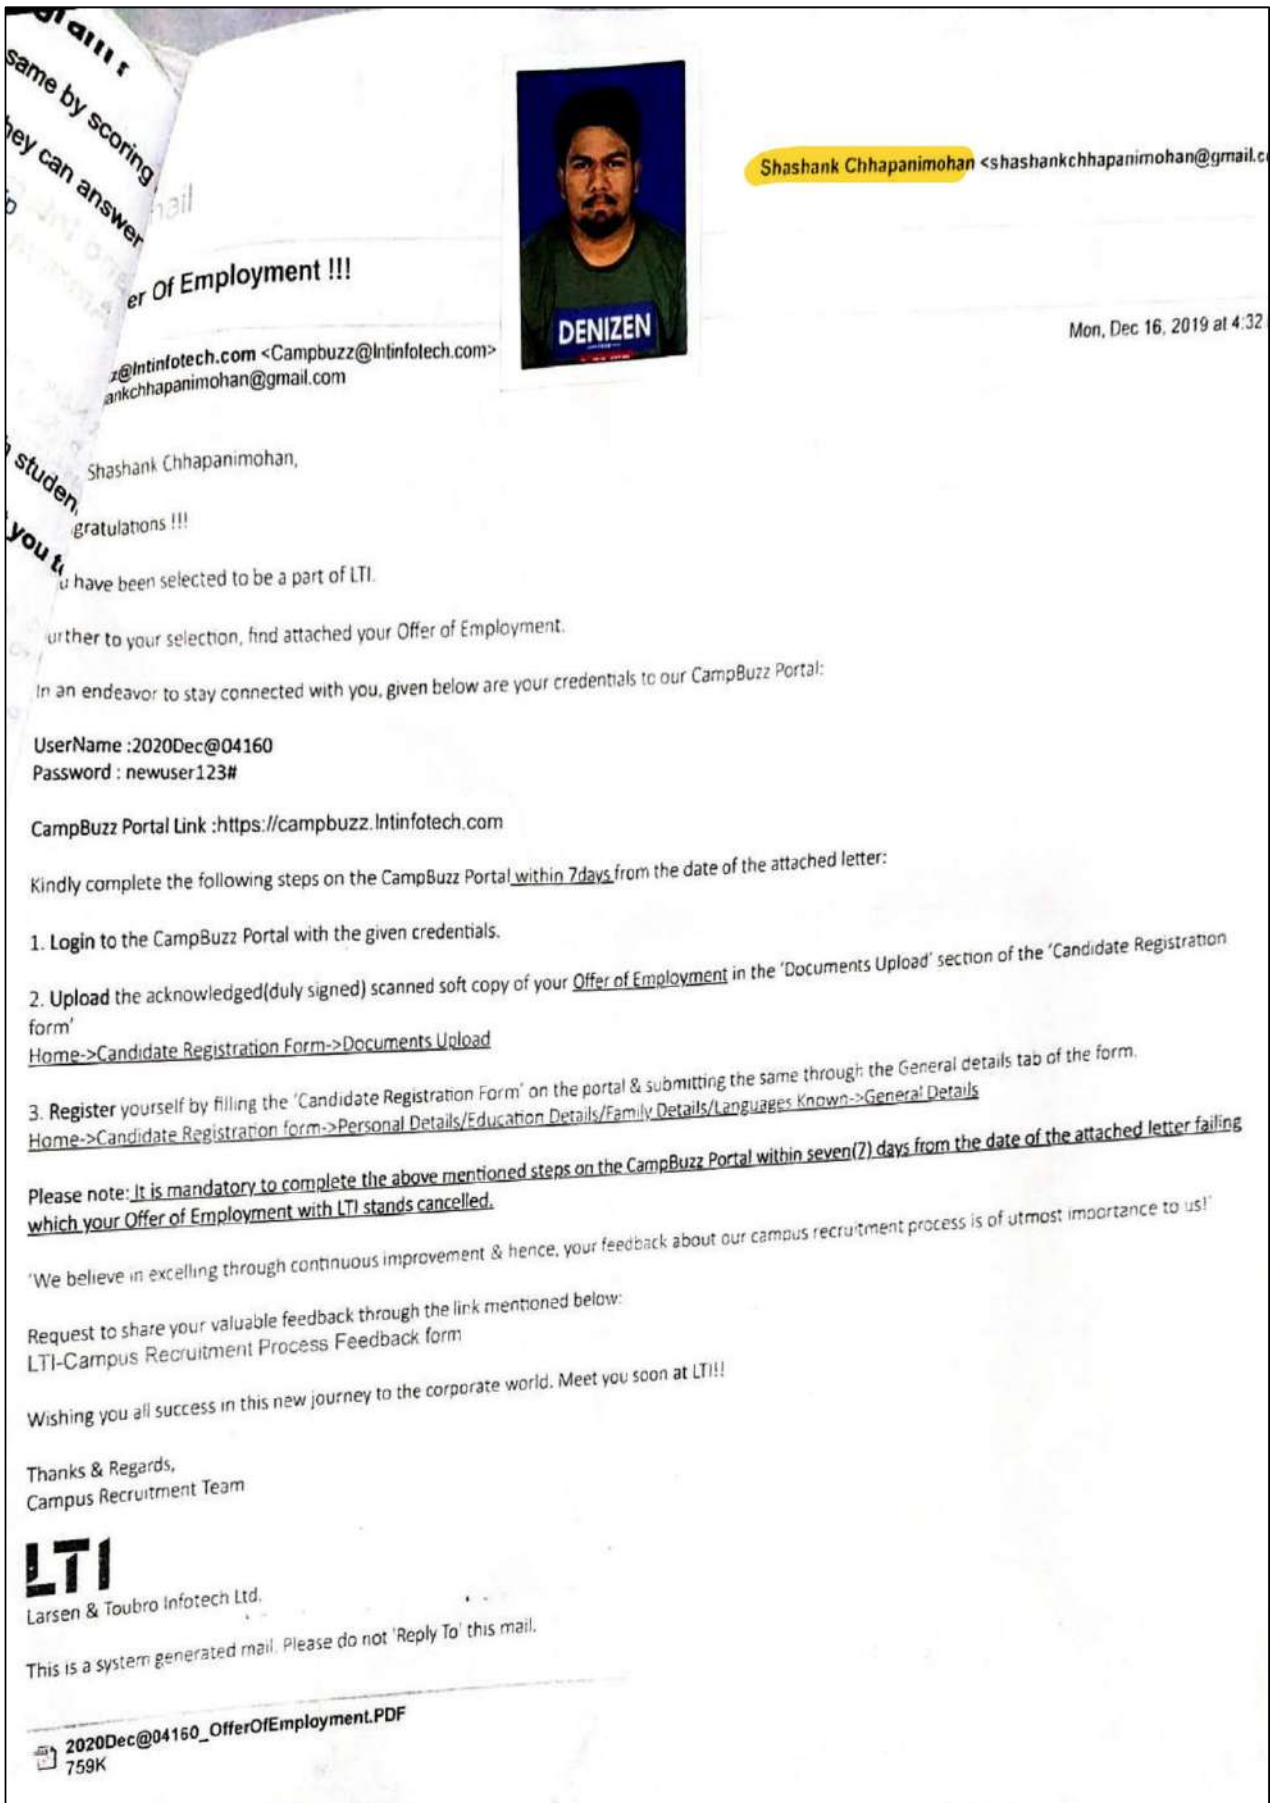 same by scoring
hey can answer
Shashank Chhapanimohan <shashankchhapanimohan@gmail.c
er Of Employment !!!
DENIZEN
Mon, Dec 16, 2019 at 4:32
z@lntinfotech.com <Campbuzz@lntinfotech.com>
ankchhapanimohan@gmail.com
studen
you t
Shashank Chhapanimohan,
gratulations !!!
u have been selected to be a part of LTI.
urther to your selection, find attached your Offer of Employment.
In an endeavor to stay connected with you, given below are your credentials to our CampBuzz Portal:
UserName :2020Dec@04160
Password : newuser123#
CampBuzz Portal Link :https://campbuzz.lntinfotech.com
Kindly complete the following steps on the CampBuzz Portal within 7days from the date of the attached letter:
1. Login to the CampBuzz Portal with the given credentials.
2. Upload the acknowledged(duly signed) scanned soft copy of your Offer of Employment in the 'Documents Upload' section of the 'Candidate Registration
form'
Home->Candidate Registration Form->Documents Upload
3. Register yourself by filling the 'Candidate Registration Form' on the portal & submitting the same through the General details tab of the form.
Home->Candidate Registration form->Personal Details/Education Details/Family Details/Languages Known->General Details
Please note: It is mandatory to complete the above mentioned steps on the CampBuzz Portal within seven(7) days from the date of the attached letter failing
which your Offer of Employment with LTI stands cancelled.
'We believe in excelling through continuous improvement & hence, your feedback about our campus recruitment process is of utmost importance to us!'
Request to share your valuable feedback through the link mentioned below:
LTI-Campus Recruitment Process Feedback form
Wishing you all success in this new journey to the corporate world. Meet you soon at LTI!!
Thanks & Regards,
Campus Recruitment Team
LTI
Larsen & Toubro Infotech Ltd.
This is a system generated mail. Please do not 'Reply To' this mail.
2020Dec@04160_OfferOfEmployment.PDF
759K